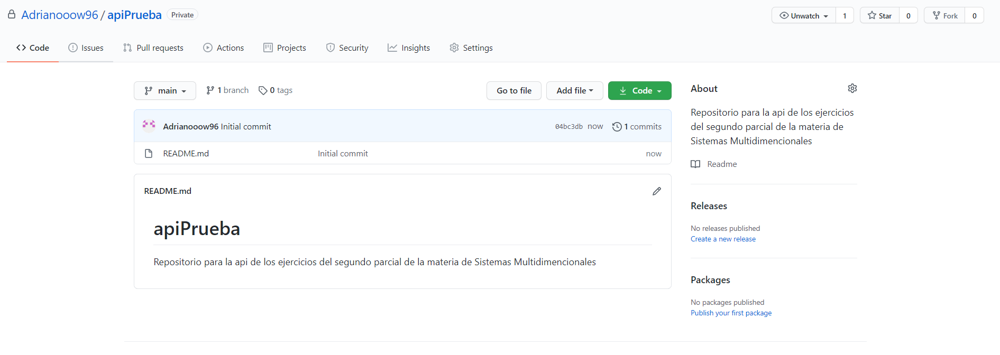 Adrianooow96 / apiPrueba Private
Unwatch 1 Star 0 Fork 0
Code Issues Pull requests Actions Projects Security Insights Settings
main 1 branch 0 tags Go to file Add file Code
Adrianooow96 Initial commit 04bc3db now 1 commits
README.md Initial commit now
README.md
apiPrueba
Repositorio para la api de los ejercicios del segundo parcial de la materia de Sistemas Multidimencionales
About
Repositorio para la api de los ejercicios
del segundo parcial de la materia de
Sistemas Multidimencionales
Readme
Releases
No releases published
Create a new release
Packages
No packages published
Publish your first package